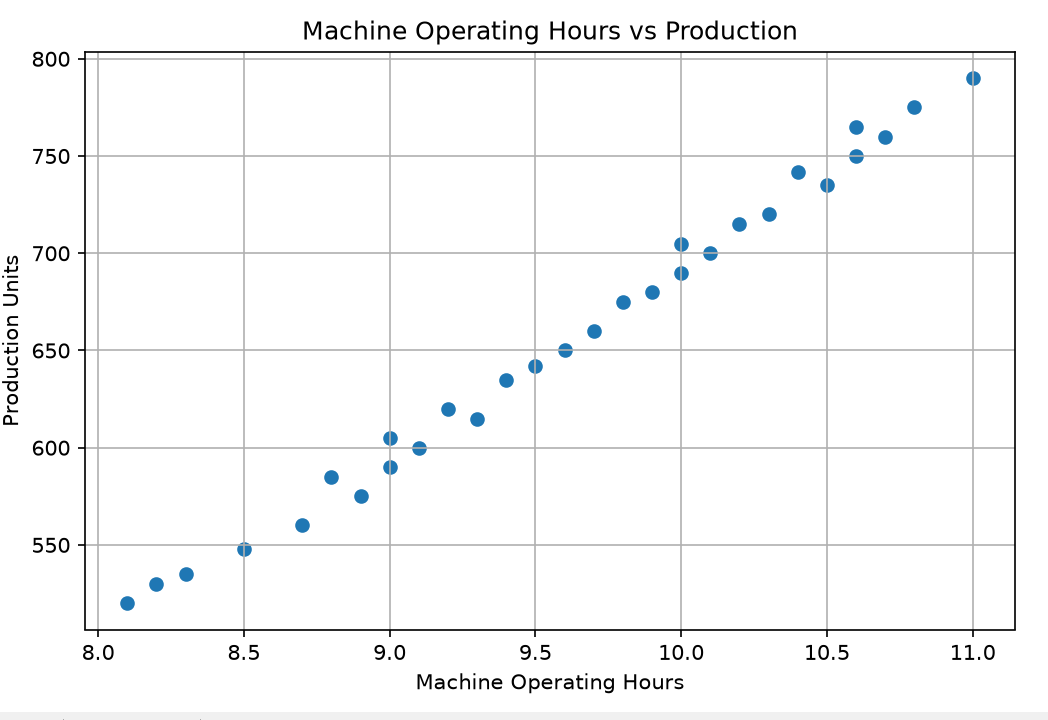 Machine Operating Hours vs Production
800
750
700
650
600
550
Production Units
8.0 8.5 9.0 9.5 10.0 10.5 11.0
Machine Operating Hours